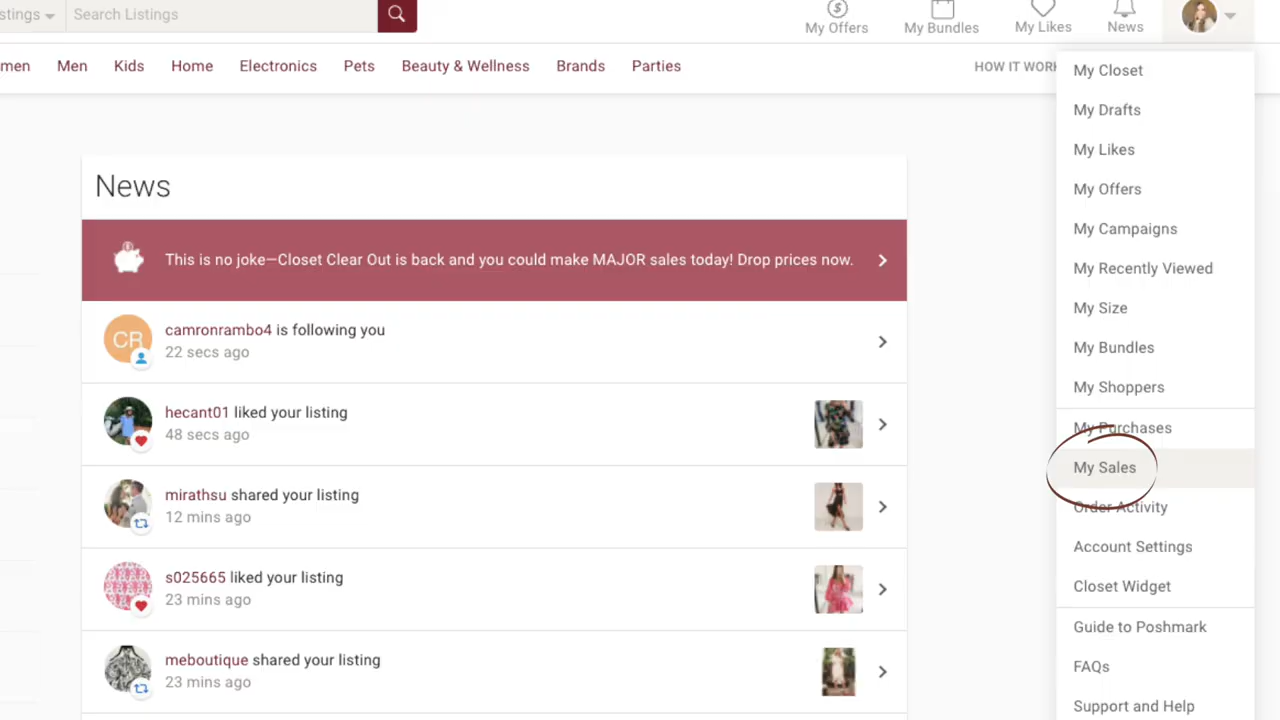 stings
Search Listings
My Offers
My Bundles
My Likes
News
men
Men
Kids
Home
Electronics
Pets
Beauty & Wellness
Brands
Parties
HOW IT WORK
News
This is no joke—Closet Clear Out is back and you could make MAJOR sales today! Drop prices now.
CR
camronrambo4 is following you
22 secs ago
hecant01 liked your listing
48 secs ago
mirathsu shared your listing
12 mins ago
s025665 liked your listing
23 mins ago
meboutique shared your listing
23 mins ago
My Closet
My Drafts
My Likes
My Offers
My Campaigns
My Recently Viewed
My Size
My Bundles
My Shoppers
My Purchases
My Sales
Order Activity
Account Settings
Closet Widget
Guide to Poshmark
FAQs
Support and Help